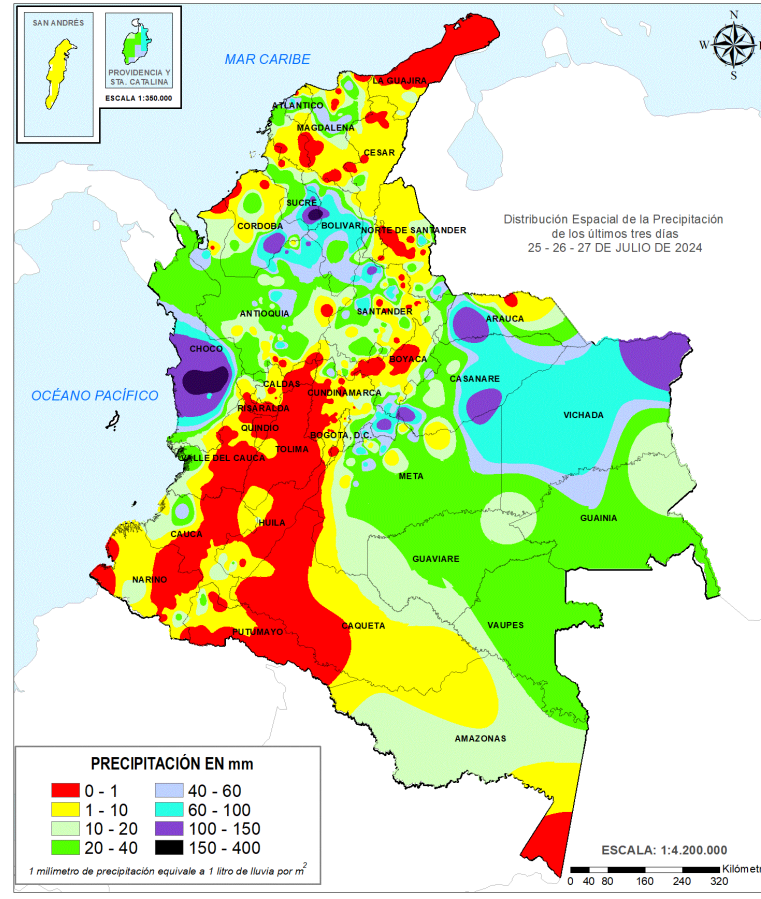 SAN ANDRÉS
PROVIDENCIA Y
STA. CATALINA
ESCALA 1:350.000
MAR CARIBE
N
W
S
LA GUAJIRA
ATLANTICO
MAGDALENA
CESAR
SUCRE
CORDOBA
BOLIVAR
NORTE DE SANTANDER
Distribución Espacial de la Precipitación
de los últimos tres días
25 - 26 - 27 DE JULIO DE 2024
ANTIOQUIA
SANTANDER
ARAUCA
CHOCO
BOYACA
CASANARE
CALDAS
CUNDINAMARCA
OCÉANO PACÍFICO
RISARALDA
VICHADA
QUINDIO
BOGOTA, D.C.
TOLIMA
VALLE DEL CAUCA
META
GUAINIA
CAUCA
HUILA
GUAVIARE
NARIÑO
VAUPES
PUTUMAYO
CAQUETA
AMAZONAS
PRECIPITACIÓN EN mm
0 - 1
40 - 60
1 - 10
60 - 100
10 - 20
100 - 150
20 - 40
150 - 400
1 milímetro de precipitación equivale a 1 litro de lluvia por m2
ESCALA: 1:4.200.000
Kilómet
0 40 80 160 240 320